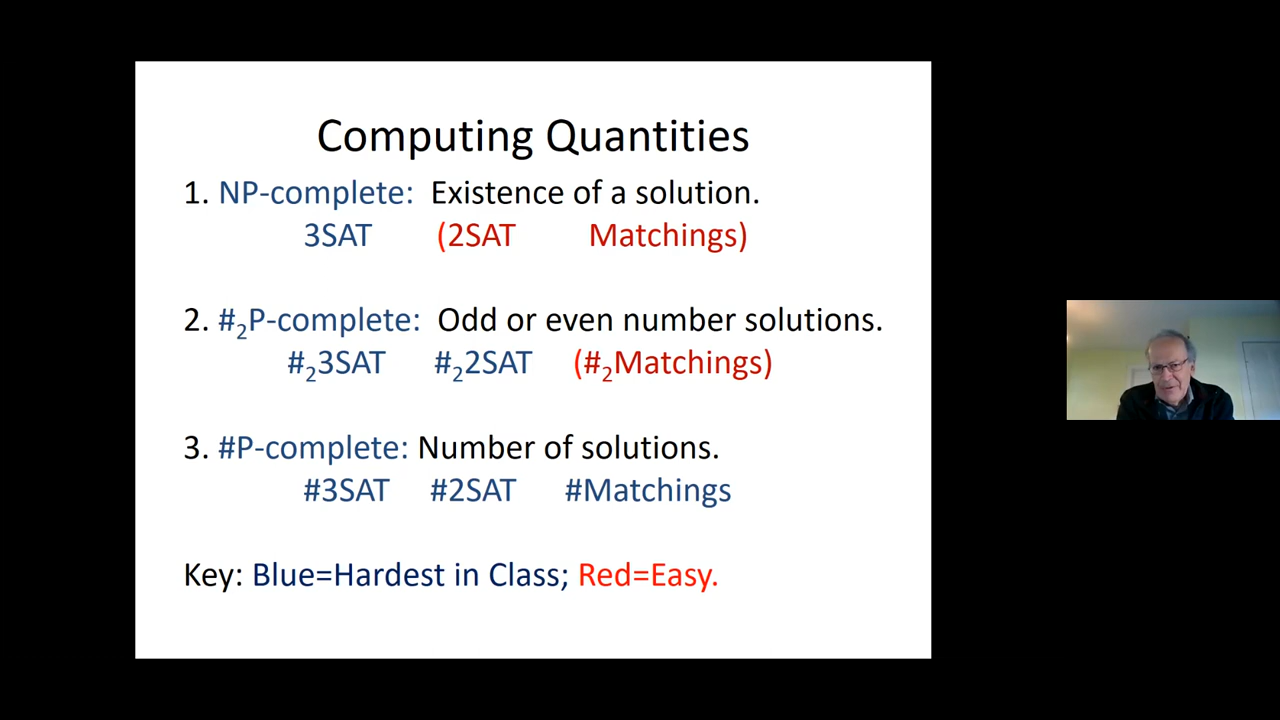 Computing Quantities
1. NP-complete: Existence of a solution.
3SAT (2SAT Matchings)
2. #₂P-complete: Odd or even number solutions.
#₂3SAT #₂2SAT (#₂Matchings)
3. #P-complete: Number of solutions.
#3SAT #2SAT #Matchings
Key: Blue=Hardest in Class; Red=Easy.